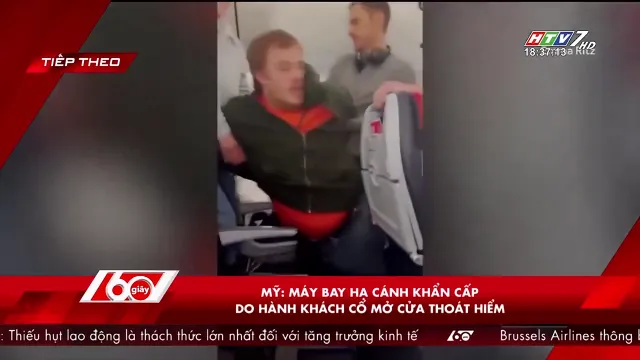 TIẾP THEO
HTV7 HD
18:37:13
Ritz
60 giây
MỸ: MÁY BAY HẠ CÁNH KHẨN CẤP
DO HÀNH KHÁCH CỐ MỞ CỬA THOÁT HIỂM
: Thiếu hụt lao động là thách thức lớn nhất đối với tăng trưởng kinh tế 60s Brussels Airlines thông b